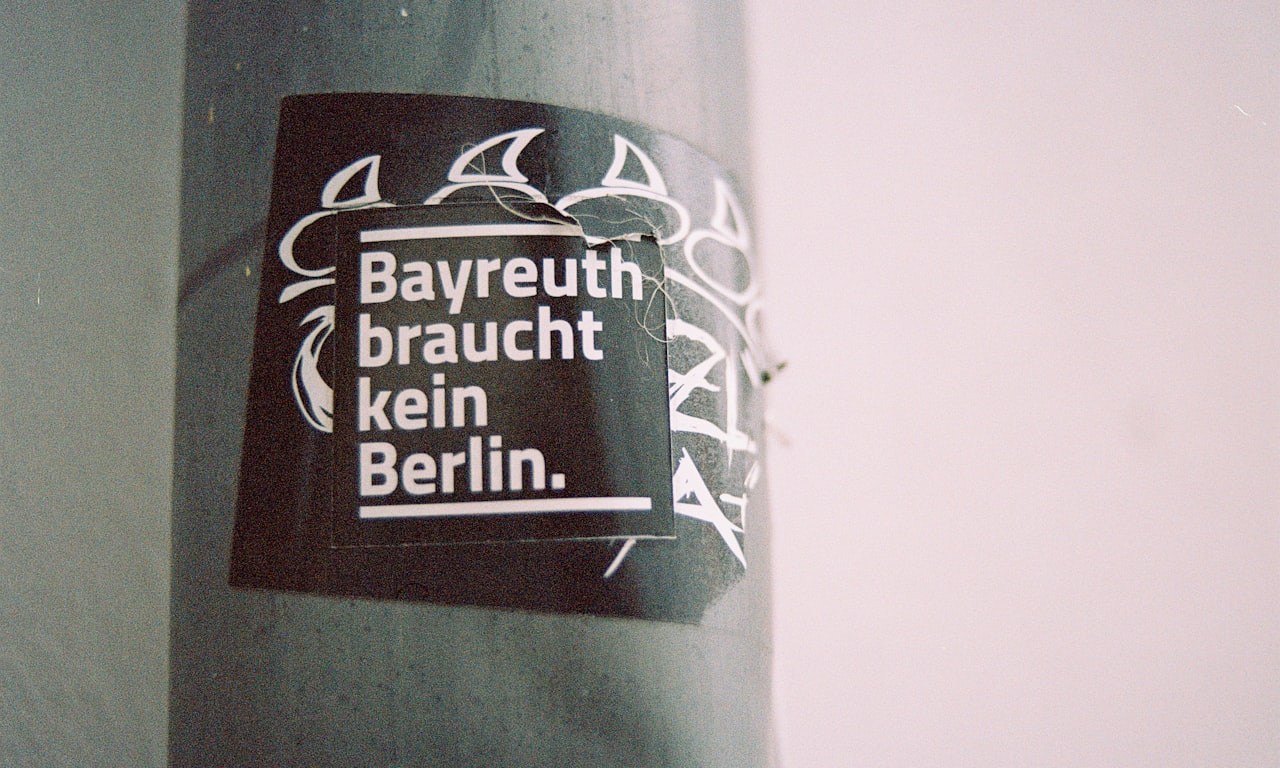 Bayreuth
braucht
kein
Berlin.